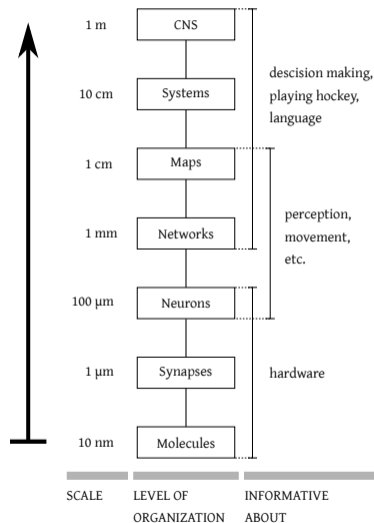 1 m
CNS
10 cm
Systems
descision making,
playing hockey,
language
1 cm
Maps
1 mm
Networks
perception,
movement,
etc.
100 μm
Neurons
1 μm
Synapses
hardware
10 nm
Molecules
SCALE
LEVEL OF
ORGANIZATION
INFORMATIVE
ABOUT